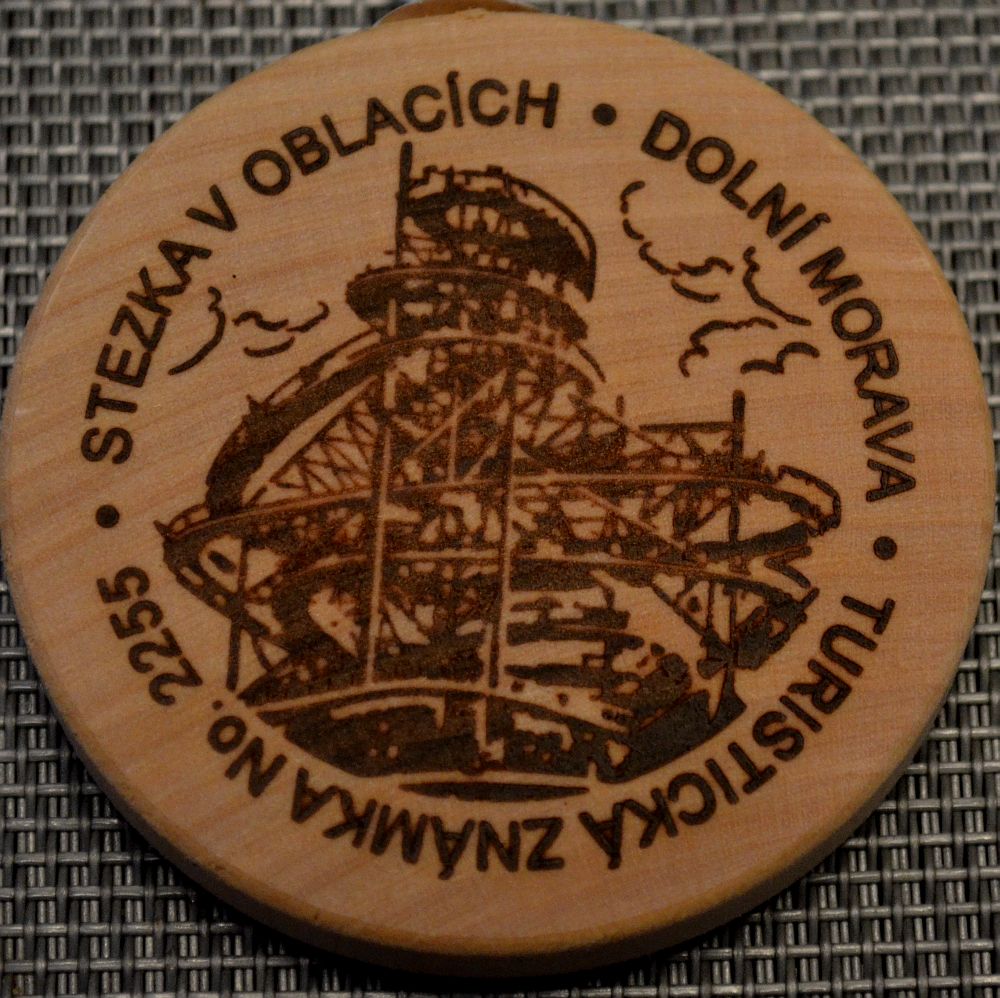 STEZKA V OBLACÍCH • DOLNÍ MORAVA • TURISTICKÁ ZNÁMKA No. 2255 •